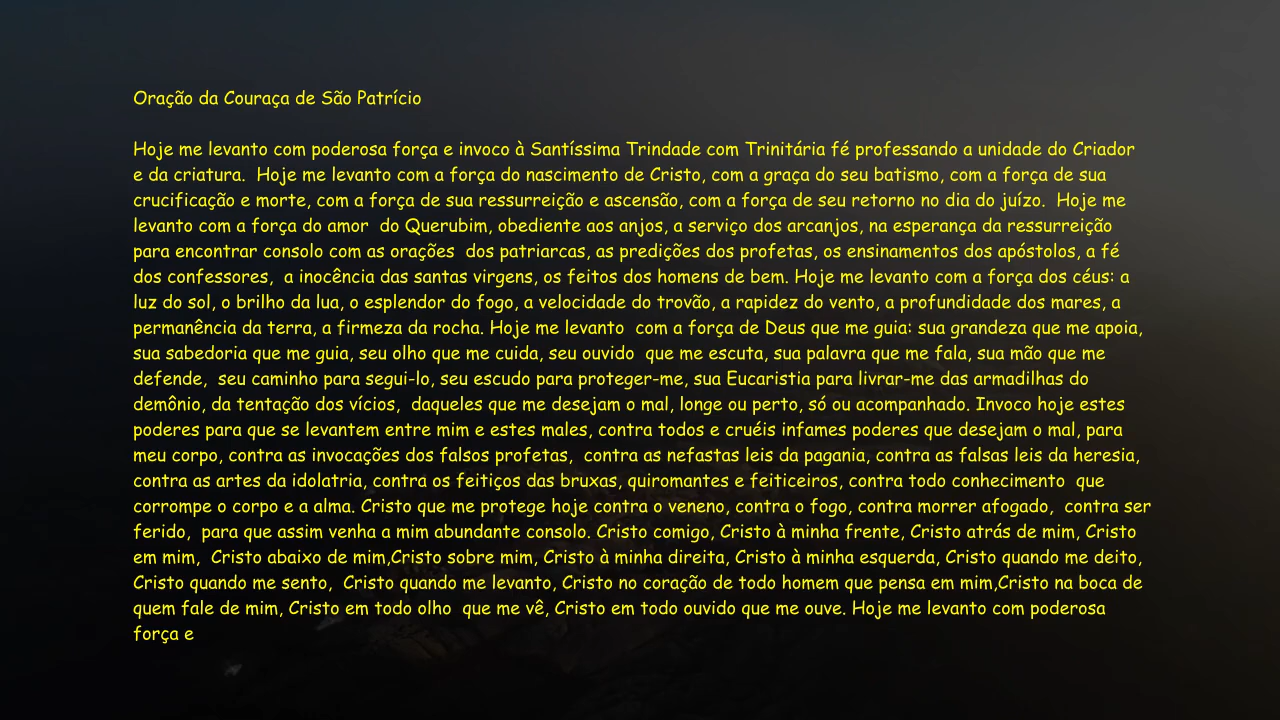 Oração da Couraça de São Patrício
Hoje me levanto com poderosa força e invoco à Santíssima Trindade com Trinitária fé professando a unidade do Criador
e da criatura.  Hoje me levanto com a força do nascimento de Cristo, com a graça do seu batismo, com a força de sua
crucificação e morte, com a força de sua ressurreição e ascensão, com a força de seu retorno no dia do juízo.  Hoje me
levanto com a força do amor  do Querubim, obediente aos anjos, a serviço dos arcanjos, na esperança da ressurreição
para encontrar consolo com as orações  dos patriarcas, as predições dos profetas, os ensinamentos dos apóstolos, a fé
dos confessores,  a inocência das santas virgens, os feitos dos homens de bem. Hoje me levanto com a força dos céus: a
luz do sol, o brilho da lua, o esplendor do fogo, a velocidade do trovão, a rapidez do vento, a profundidade dos mares, a
permanência da terra, a firmeza da rocha. Hoje me levanto  com a força de Deus que me guia: sua grandeza que me apoia,
sua sabedoria que me guia, seu olho que me cuida, seu ouvido  que me escuta, sua palavra que me fala, sua mão que me
defende,  seu caminho para segui-lo, seu escudo para proteger-me, sua Eucaristia para livrar-me das armadilhas do
demônio, da tentação dos vícios,  daqueles que me desejam o mal, longe ou perto, só ou acompanhado. Invoco hoje estes
poderes para que se levantem entre mim e estes males, contra todos e cruéis infames poderes que desejam o mal, para
meu corpo, contra as invocações dos falsos profetas,  contra as nefastas leis da pagania, contra as falsas leis da heresia,
contra as artes da idolatria, contra os feitiços das bruxas, quiromantes e feiticeiros, contra todo conhecimento  que
corrompe o corpo e a alma. Cristo que me protege hoje contra o veneno, contra o fogo, contra morrer afogado,  contra ser
ferido,  para que assim venha a mim abundante consolo. Cristo comigo, Cristo à minha frente, Cristo atrás de mim, Cristo
em mim,  Cristo abaixo de mim,Cristo sobre mim, Cristo à minha direita, Cristo à minha esquerda, Cristo quando me deito,
Cristo quando me sento,  Cristo quando me levanto, Cristo no coração de todo homem que pensa em mim,Cristo na boca de
quem fale de mim, Cristo em todo olho  que me vê, Cristo em todo ouvido que me ouve. Hoje me levanto com poderosa
força e